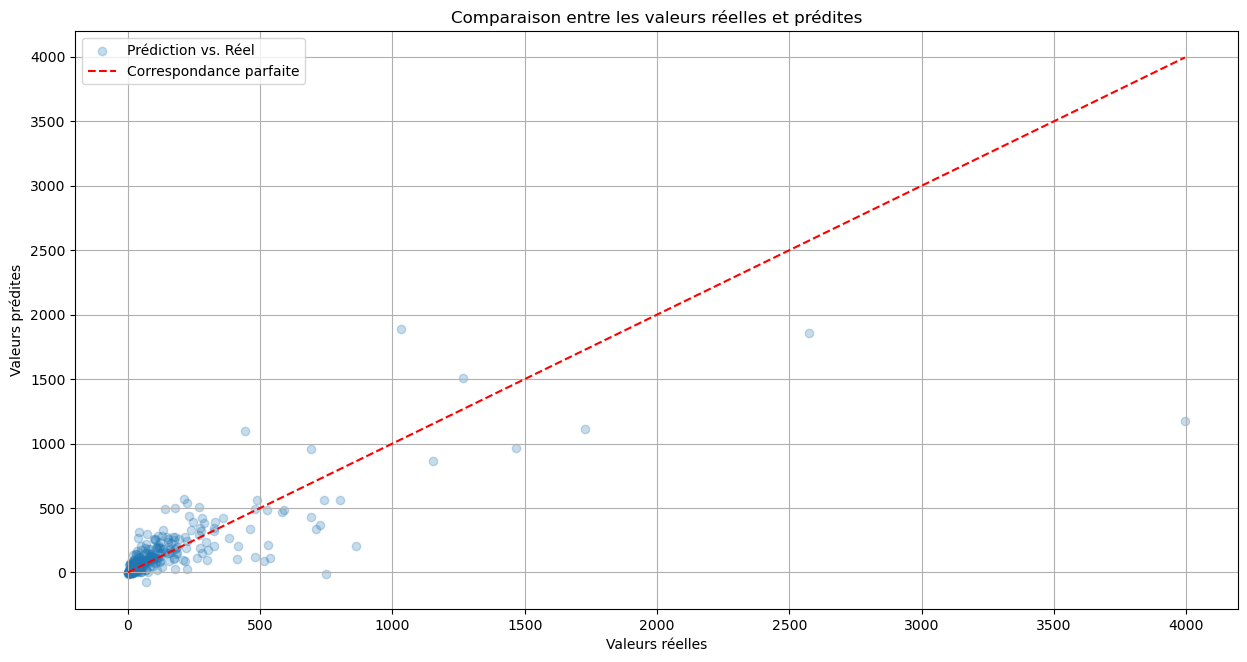 Comparaison entre les valeurs réelles et prédites
Prédiction vs. Réel
Correspondance parfaite
4000
3500
3000
2500
2000
1500
1000
500
0
Valeurs prédites
0 500 1000 1500 2000 2500 3000 3500 4000
Valeurs réelles